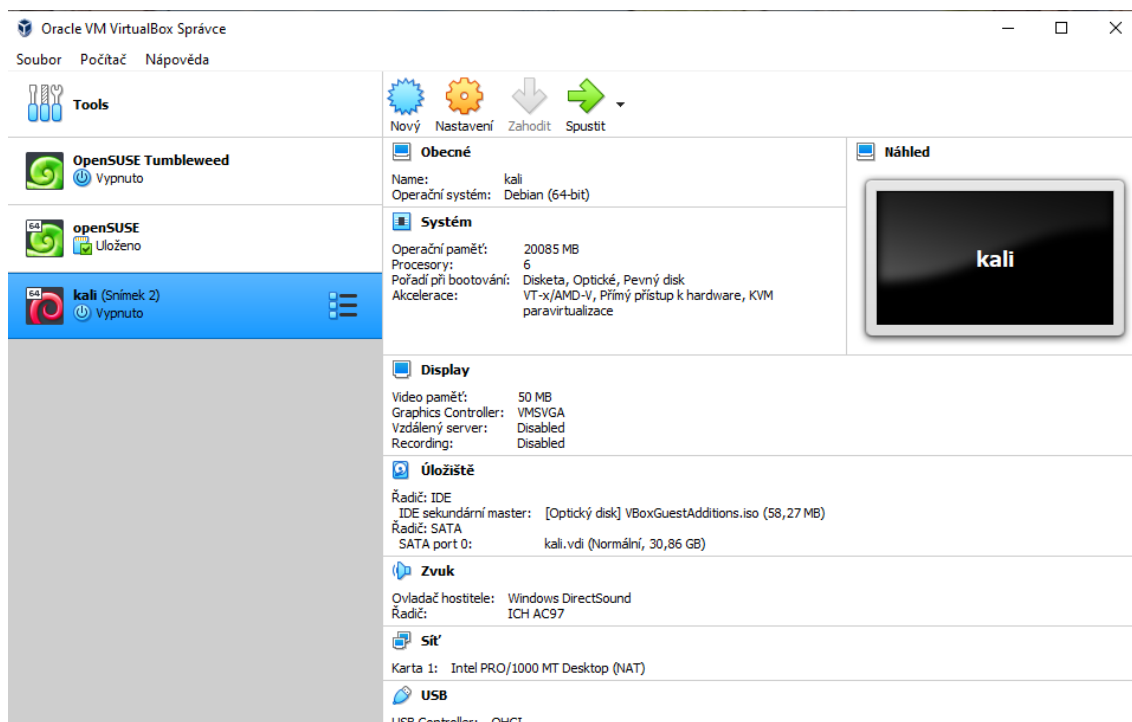 Oracle VM VirtualBox Správce
Soubor Počítač Nápověda
Tools
Nový Nastavení Zahodit Spustit
OpenSUSE Tumbleweed
Vypnuto
64
openSUSE
Uloženo
64
kali (Snímek 2)
Vypnuto
Obecné
Name: kali
Operační systém: Debian (64-bit)
Náhled
kali
Systém
Operační paměť: 20085 MB
Procesory: 6
Pořadí při bootování: Disketa, Optické, Pevný disk
Akcelerace: VT-x/AMD-V, Přímý přístup k hardware, KVM
paravirtualizace
Display
Video paměť: 50 MB
Graphics Controller: VMSVGA
Vzdálený server: Disabled
Recording: Disabled
Úložiště
Řadič: IDE
IDE sekundární master: [Optický disk] VBoxGuestAdditions.iso (58,27 MB)
Řadič: SATA
SATA port 0: kali.vdi (Normální, 30,86 GB)
Zvuk
Ovladač hostitele: Windows DirectSound
Řadič: ICH AC97
Síť
Karta 1: Intel PRO/1000 MT Desktop (NAT)
USB
USB Controller: OHCI